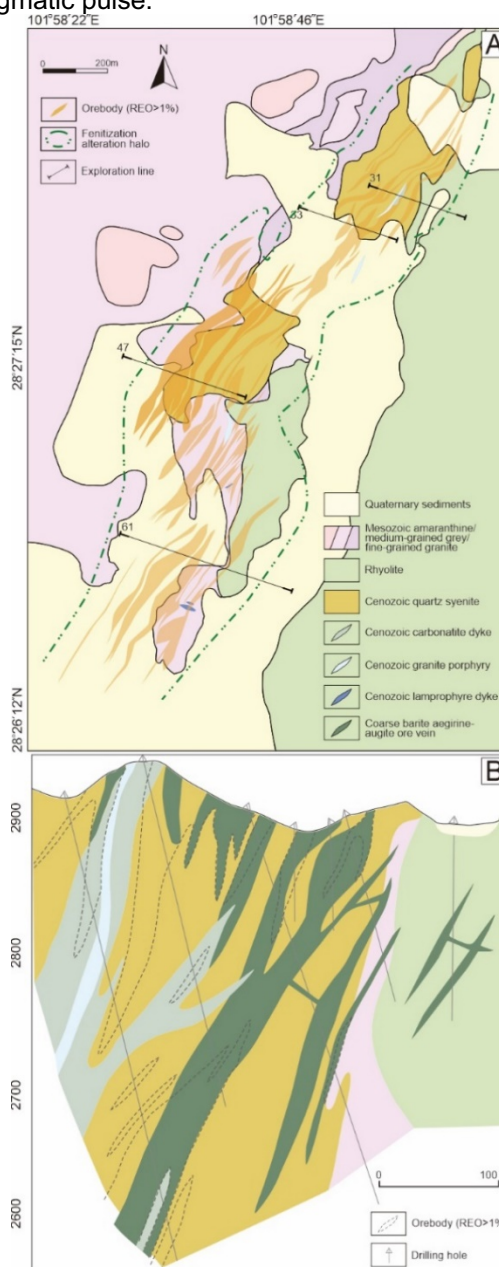 gmatic pulse.
101°58′22″E 101°58′46″E
A
N
0 200m
Orebody (REO>1%)
Fenitization
alteration halo
Exploration line
31
33
47
61
28°27′15″N
28°26′12″N
Quaternary sediments
Mesozoic amaranthine/
medium-grained grey/
fine-grained granite
Rhyolite
Cenozoic quartz syenite
Cenozoic carbonatite dyke
Cenozoic granite porphyry
Cenozoic lamprophyre dyke
Coarse barite aegirine-
augite ore vein
B
2900
2800
2700
2600
0 100
Orebody (REO>1%
Drilling hole